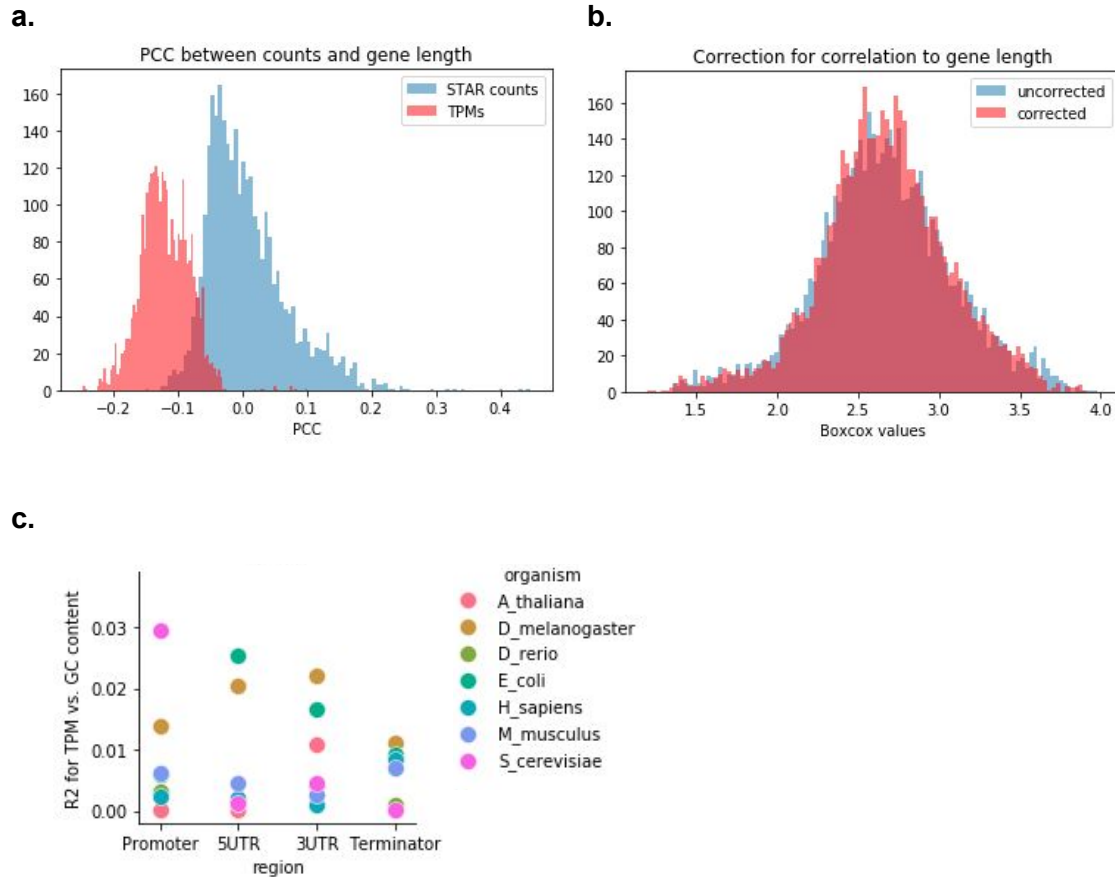 a.
PCC between counts and gene length
STAR counts
TPMs
160
140
120
100
80
60
40
20
0
−0.2 −0.1 0.0 0.1 0.2 0.3 0.4
PCC
b.
Correction for correlation to gene length
uncorrected
corrected
160
140
120
100
80
60
40
20
0
1.5 2.0 2.5 3.0 3.5 4.0
Boxcox values
c.
R2 for TPM vs. GC content
0.03
0.02
0.01
0.00
Promoter 5UTR 3UTR Terminator
region
organism
A_thaliana
D_melanogaster
D_rerio
E_coli
H_sapiens
M_musculus
S_cerevisiae